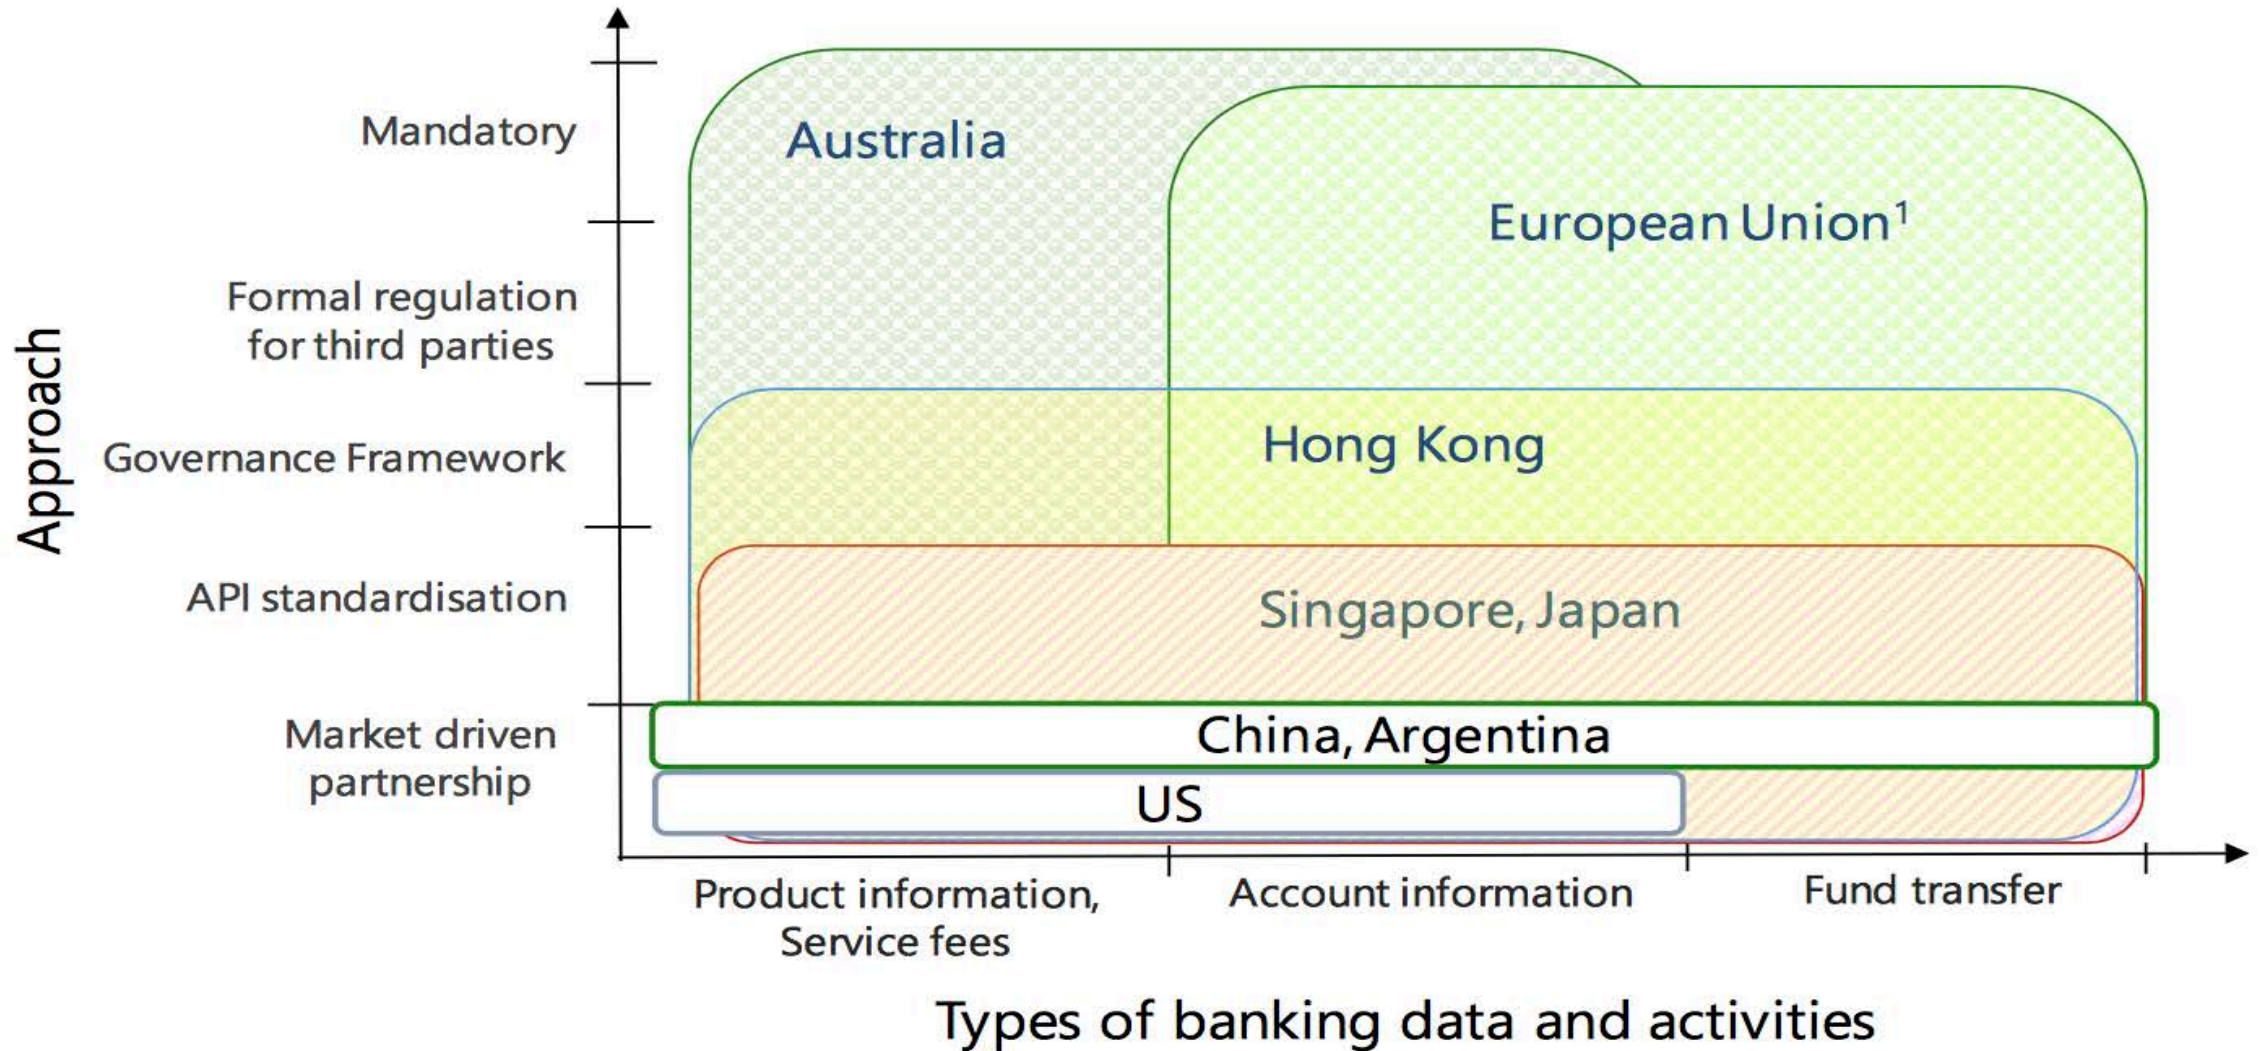 Mandatory
Australia
European Union¹
Formal regulation
for third parties
Approach
Governance Framework
Hong Kong
API standardisation
Singapore, Japan
Market driven
partnership
China, Argentina
US
Product information,
Service fees
Account information
Fund transfer
Types of banking data and activities